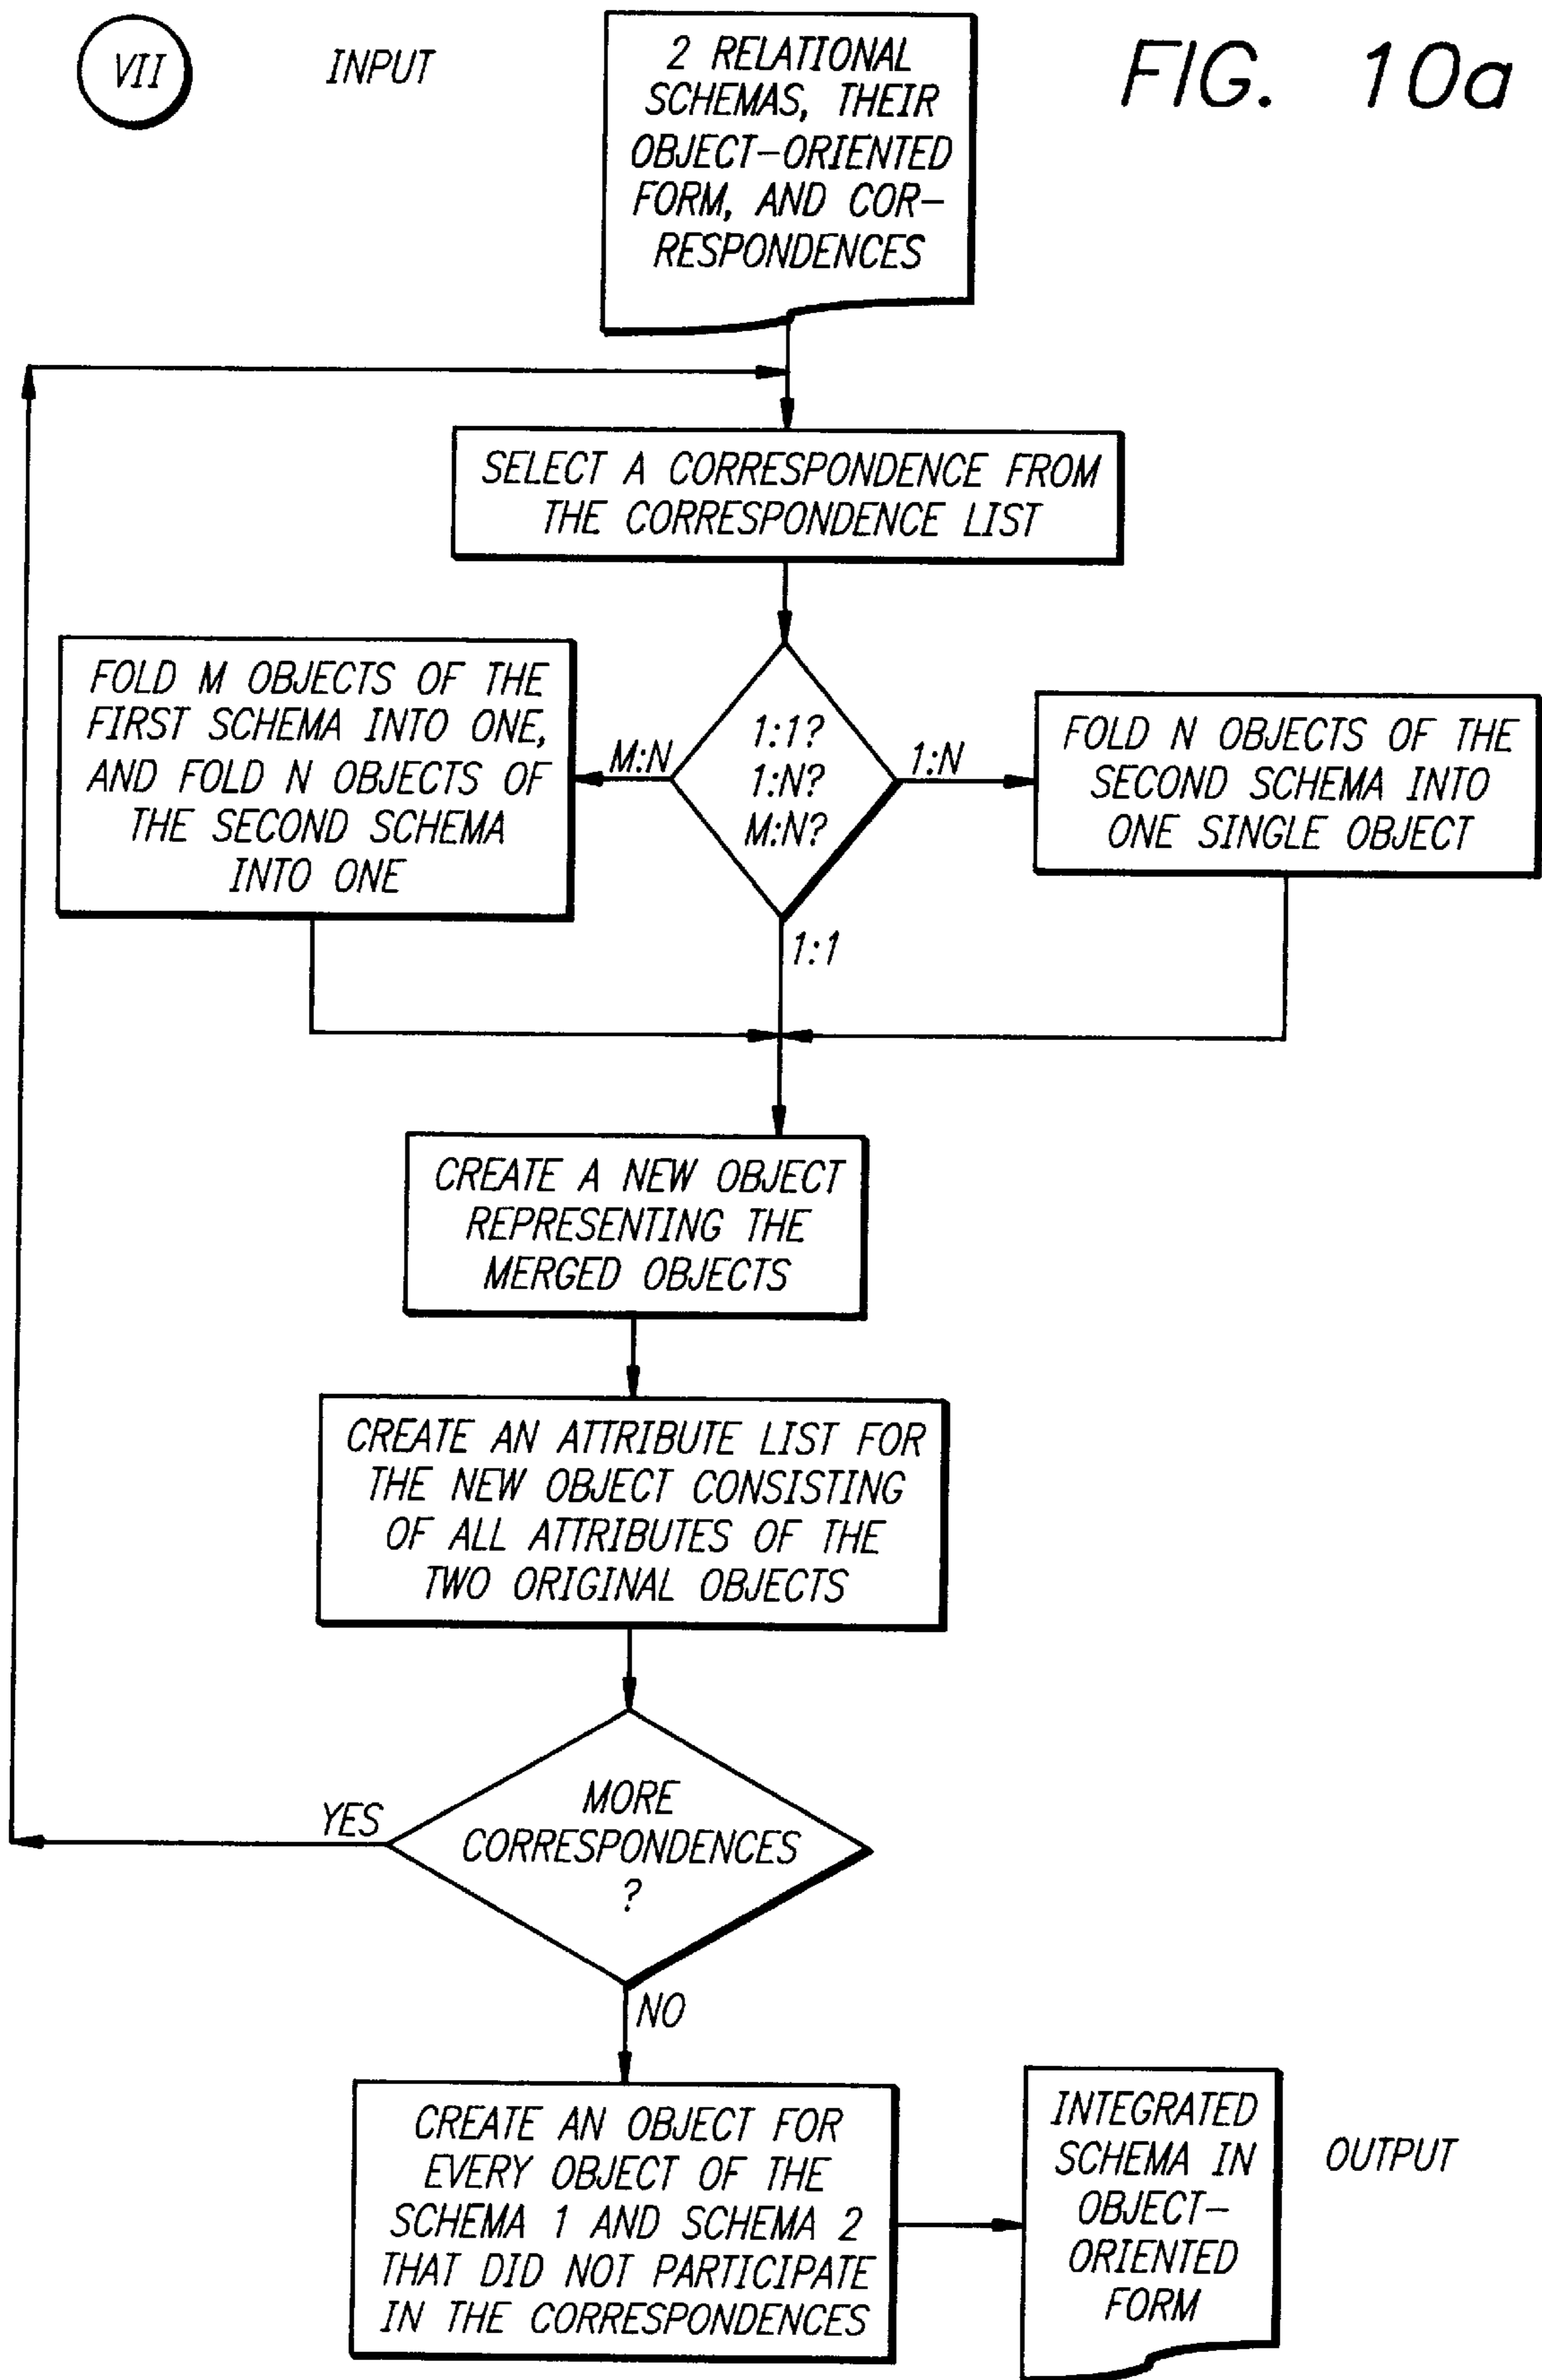 VII
INPUT
FIG. 10a
2 RELATIONAL
SCHEMAS, THEIR
OBJECT-ORIENTED
FORM, AND COR-
RESPONDENCES
SELECT A CORRESPONDENCE FROM
THE CORRESPONDENCE LIST
FOLD M OBJECTS OF THE
FIRST SCHEMA INTO ONE,
AND FOLD N OBJECTS OF
THE SECOND SCHEMA
INTO ONE
M:N
1:1?
1:N?
M:N?
1:N
FOLD N OBJECTS OF THE
SECOND SCHEMA INTO
ONE SINGLE OBJECT
1:1
CREATE A NEW OBJECT
REPRESENTING THE
MERGED OBJECTS
CREATE AN ATTRIBUTE LIST FOR
THE NEW OBJECT CONSISTING
OF ALL ATTRIBUTES OF THE
TWO ORIGINAL OBJECTS
YES
MORE
CORRESPONDENCES
?
NO
CREATE AN OBJECT FOR
EVERY OBJECT OF THE
SCHEMA 1 AND SCHEMA 2
THAT DID NOT PARTICIPATE
IN THE CORRESPONDENCES
INTEGRATED
SCHEMA IN
OBJECT-
ORIENTED
FORM
OUTPUT